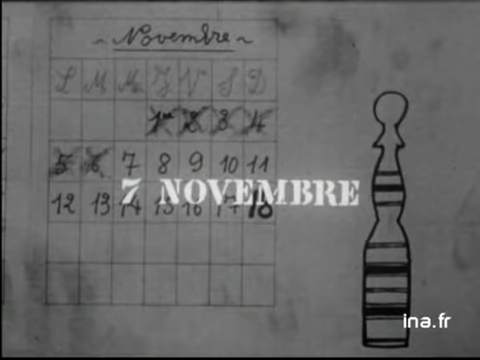 ~ Novembre ~
L M M J V S D
1er 2 3 4
5 6 7 8 9 10 11
7 NOVEMBRE
12 13 14 15 16 17 18
ina.fr